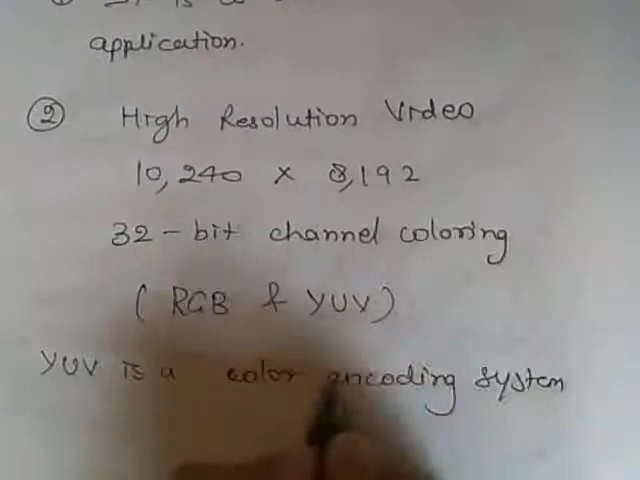 is a
application.
② High Resolution Video
10,240 x 8,192
32-bit channel coloring
( RGB & YUV )
YUV is a color encoding system